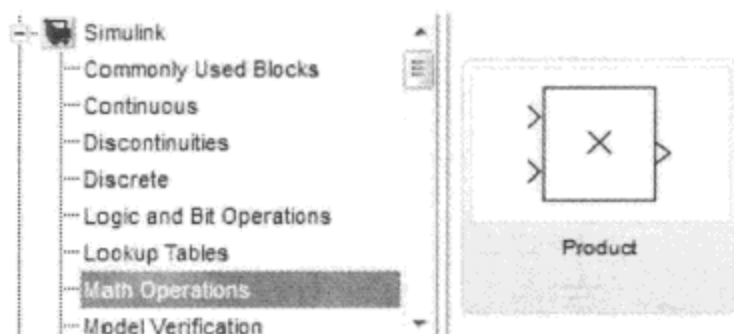 Simulink
Commonly Used Blocks
Continuous
Discontinuities
Discrete
Logic and Bit Operations
Lookup Tables
Math Operations
Model Verification
Product